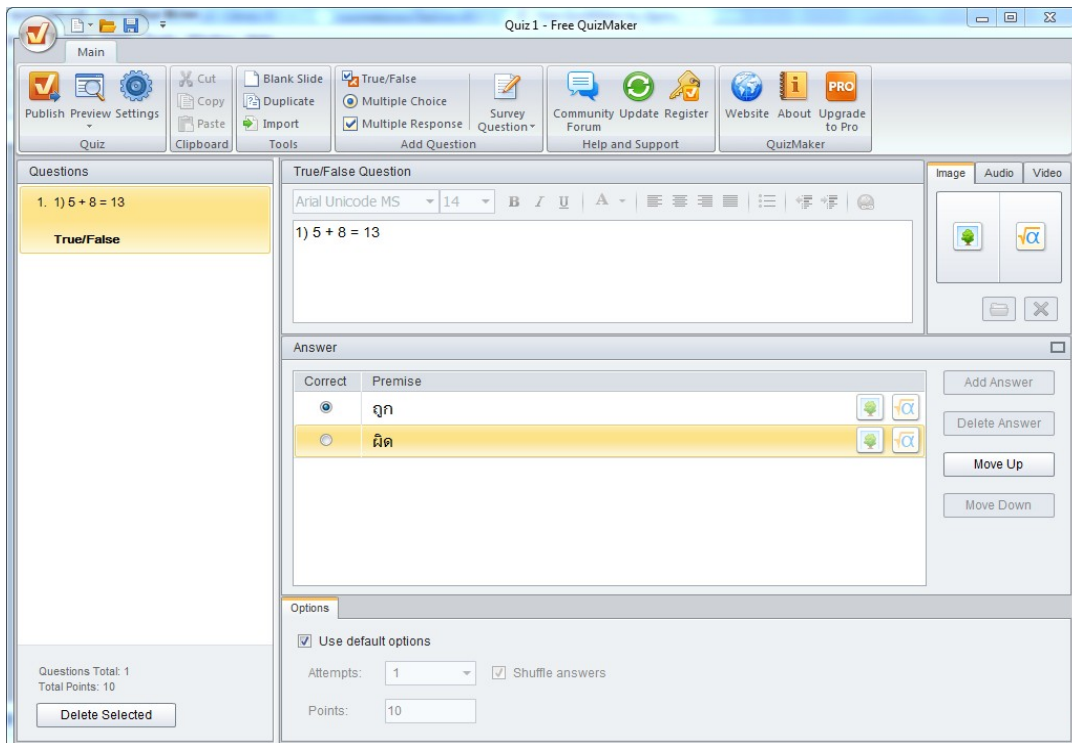 Quiz 1 - Free QuizMaker
Main
Publish Preview Settings
Quiz
Cut
Copy
Paste
Clipboard
Blank Slide
Duplicate
Import
Tools
True/False
Multiple Choice
Multiple Response
Survey Question
Add Question
Community Forum
Update
Register
Help and Support
Website
About
PRO
Upgrade to Pro
QuizMaker
Questions
1. 1) 5 + 8 = 13
True/False
Questions Total: 1
Total Points: 10
Delete Selected
True/False Question
Arial Unicode MS 14 B I U A
1) 5 + 8 = 13
Image Audio Video
√α
Answer
Correct Premise
ถูก √α
ผิด √α
Add Answer
Delete Answer
Move Up
Move Down
Options
Use default options
Attempts: 1 Shuffle answers
Points: 10